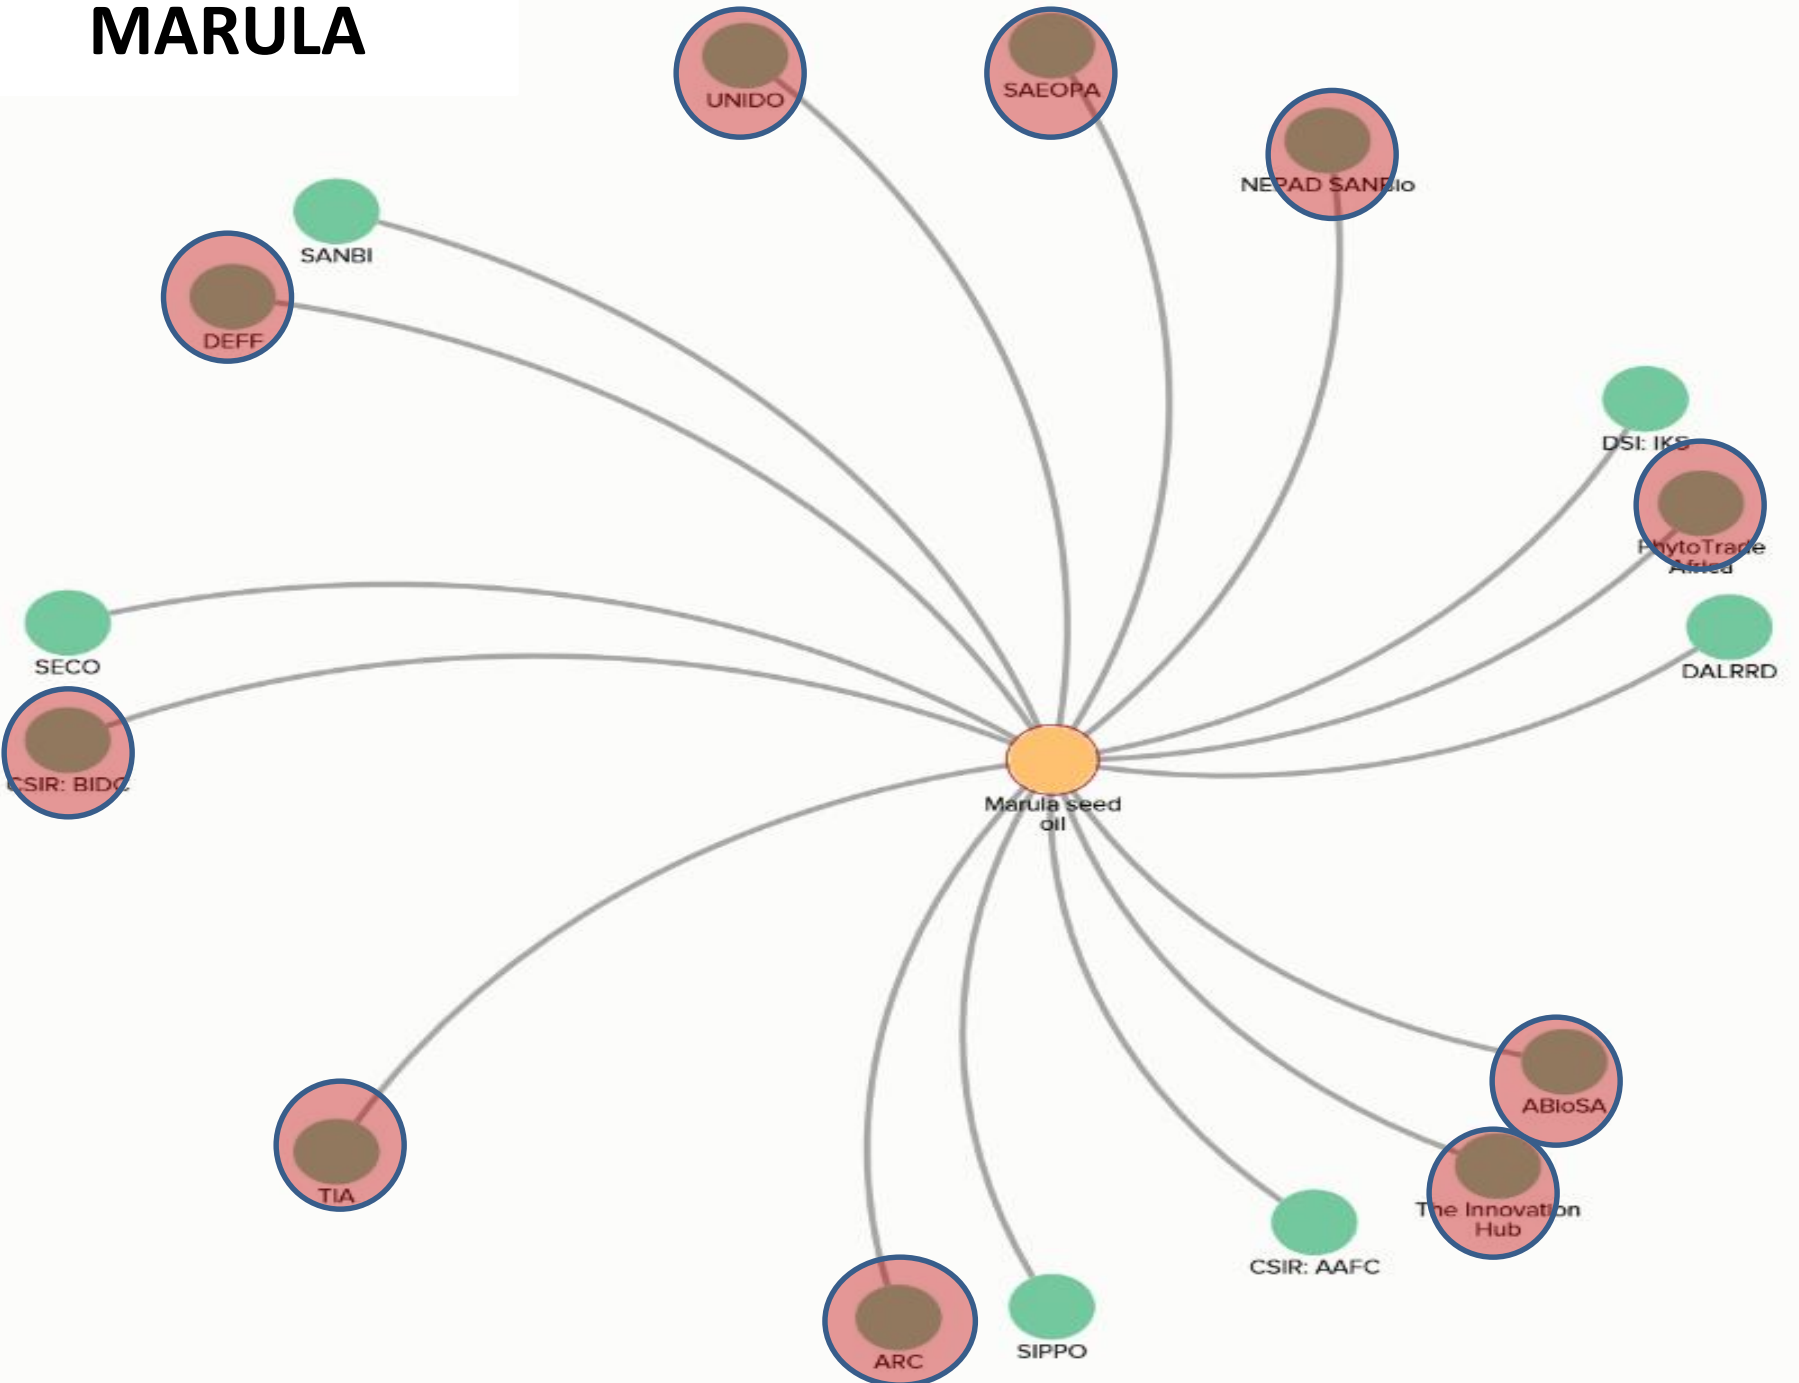 MARULA
UNIDO
SAEOPA
NEPAD SANBio
SANBI
DEFF
DSI: IKS
PhytoTrade
Africa
SECO
DALRRD
CSIR: BIDC
Marula seed
oil
ABioSA
TIA
The Innovation
Hub
CSIR: AAFC
SIPPO
ARC